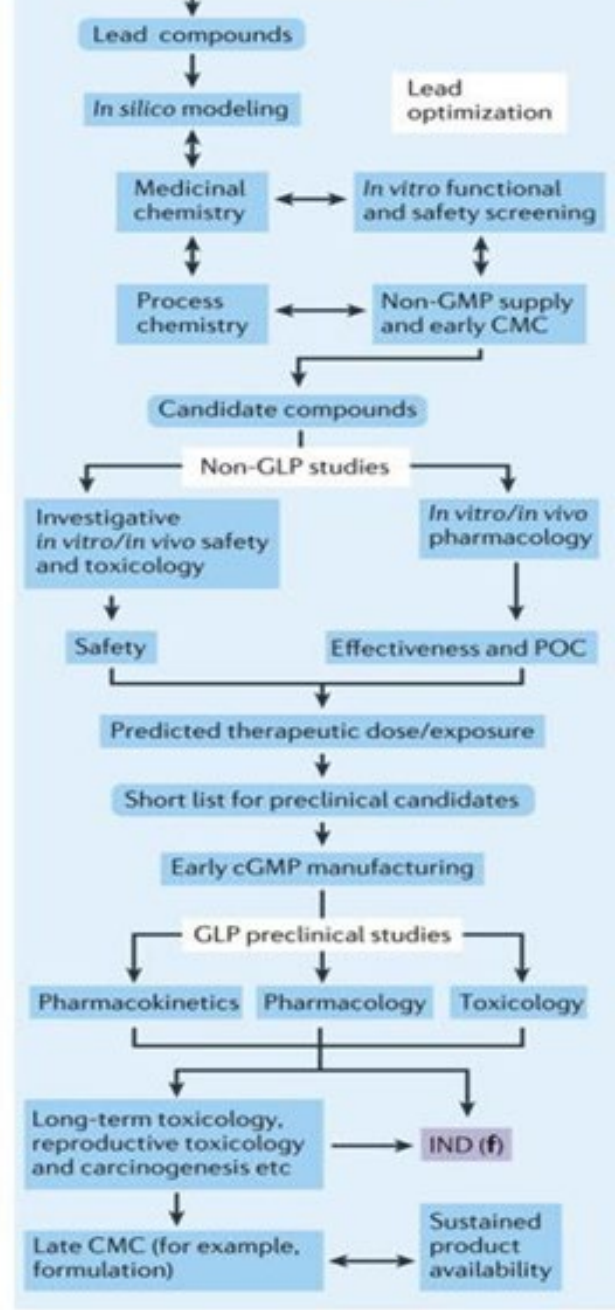 Lead compounds
In silico modeling
Lead
optimization
Medicinal
chemistry
In vitro functional
and safety screening
Process
chemistry
Non-GMP supply
and early CMC
Candidate compounds
Non-GLP studies
Investigative
in vitro/in vivo safety
and toxicology
In vitro/in vivo
pharmacology
Safety
Effectiveness and POC
Predicted therapeutic dose/exposure
Short list for preclinical candidates
Early cGMP manufacturing
GLP preclinical studies
Pharmacokinetics
Pharmacology
Toxicology
Long-term toxicology,
reproductive toxicology
and carcinogenesis etc
IND (f)
Late CMC (for example,
formulation)
Sustained
product
availability